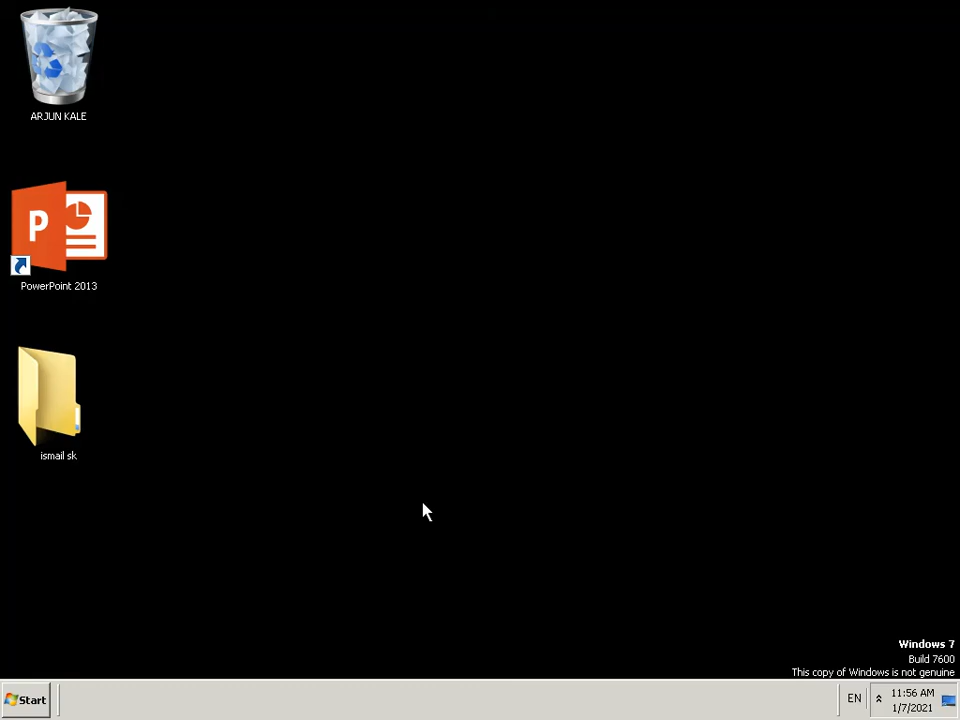 ARJUN KALE
P
PowerPoint 2013
ismail sk
Windows 7
Build 7600
This copy of Windows is not genuine
Start
EN
11:56 AM
1/7/2021